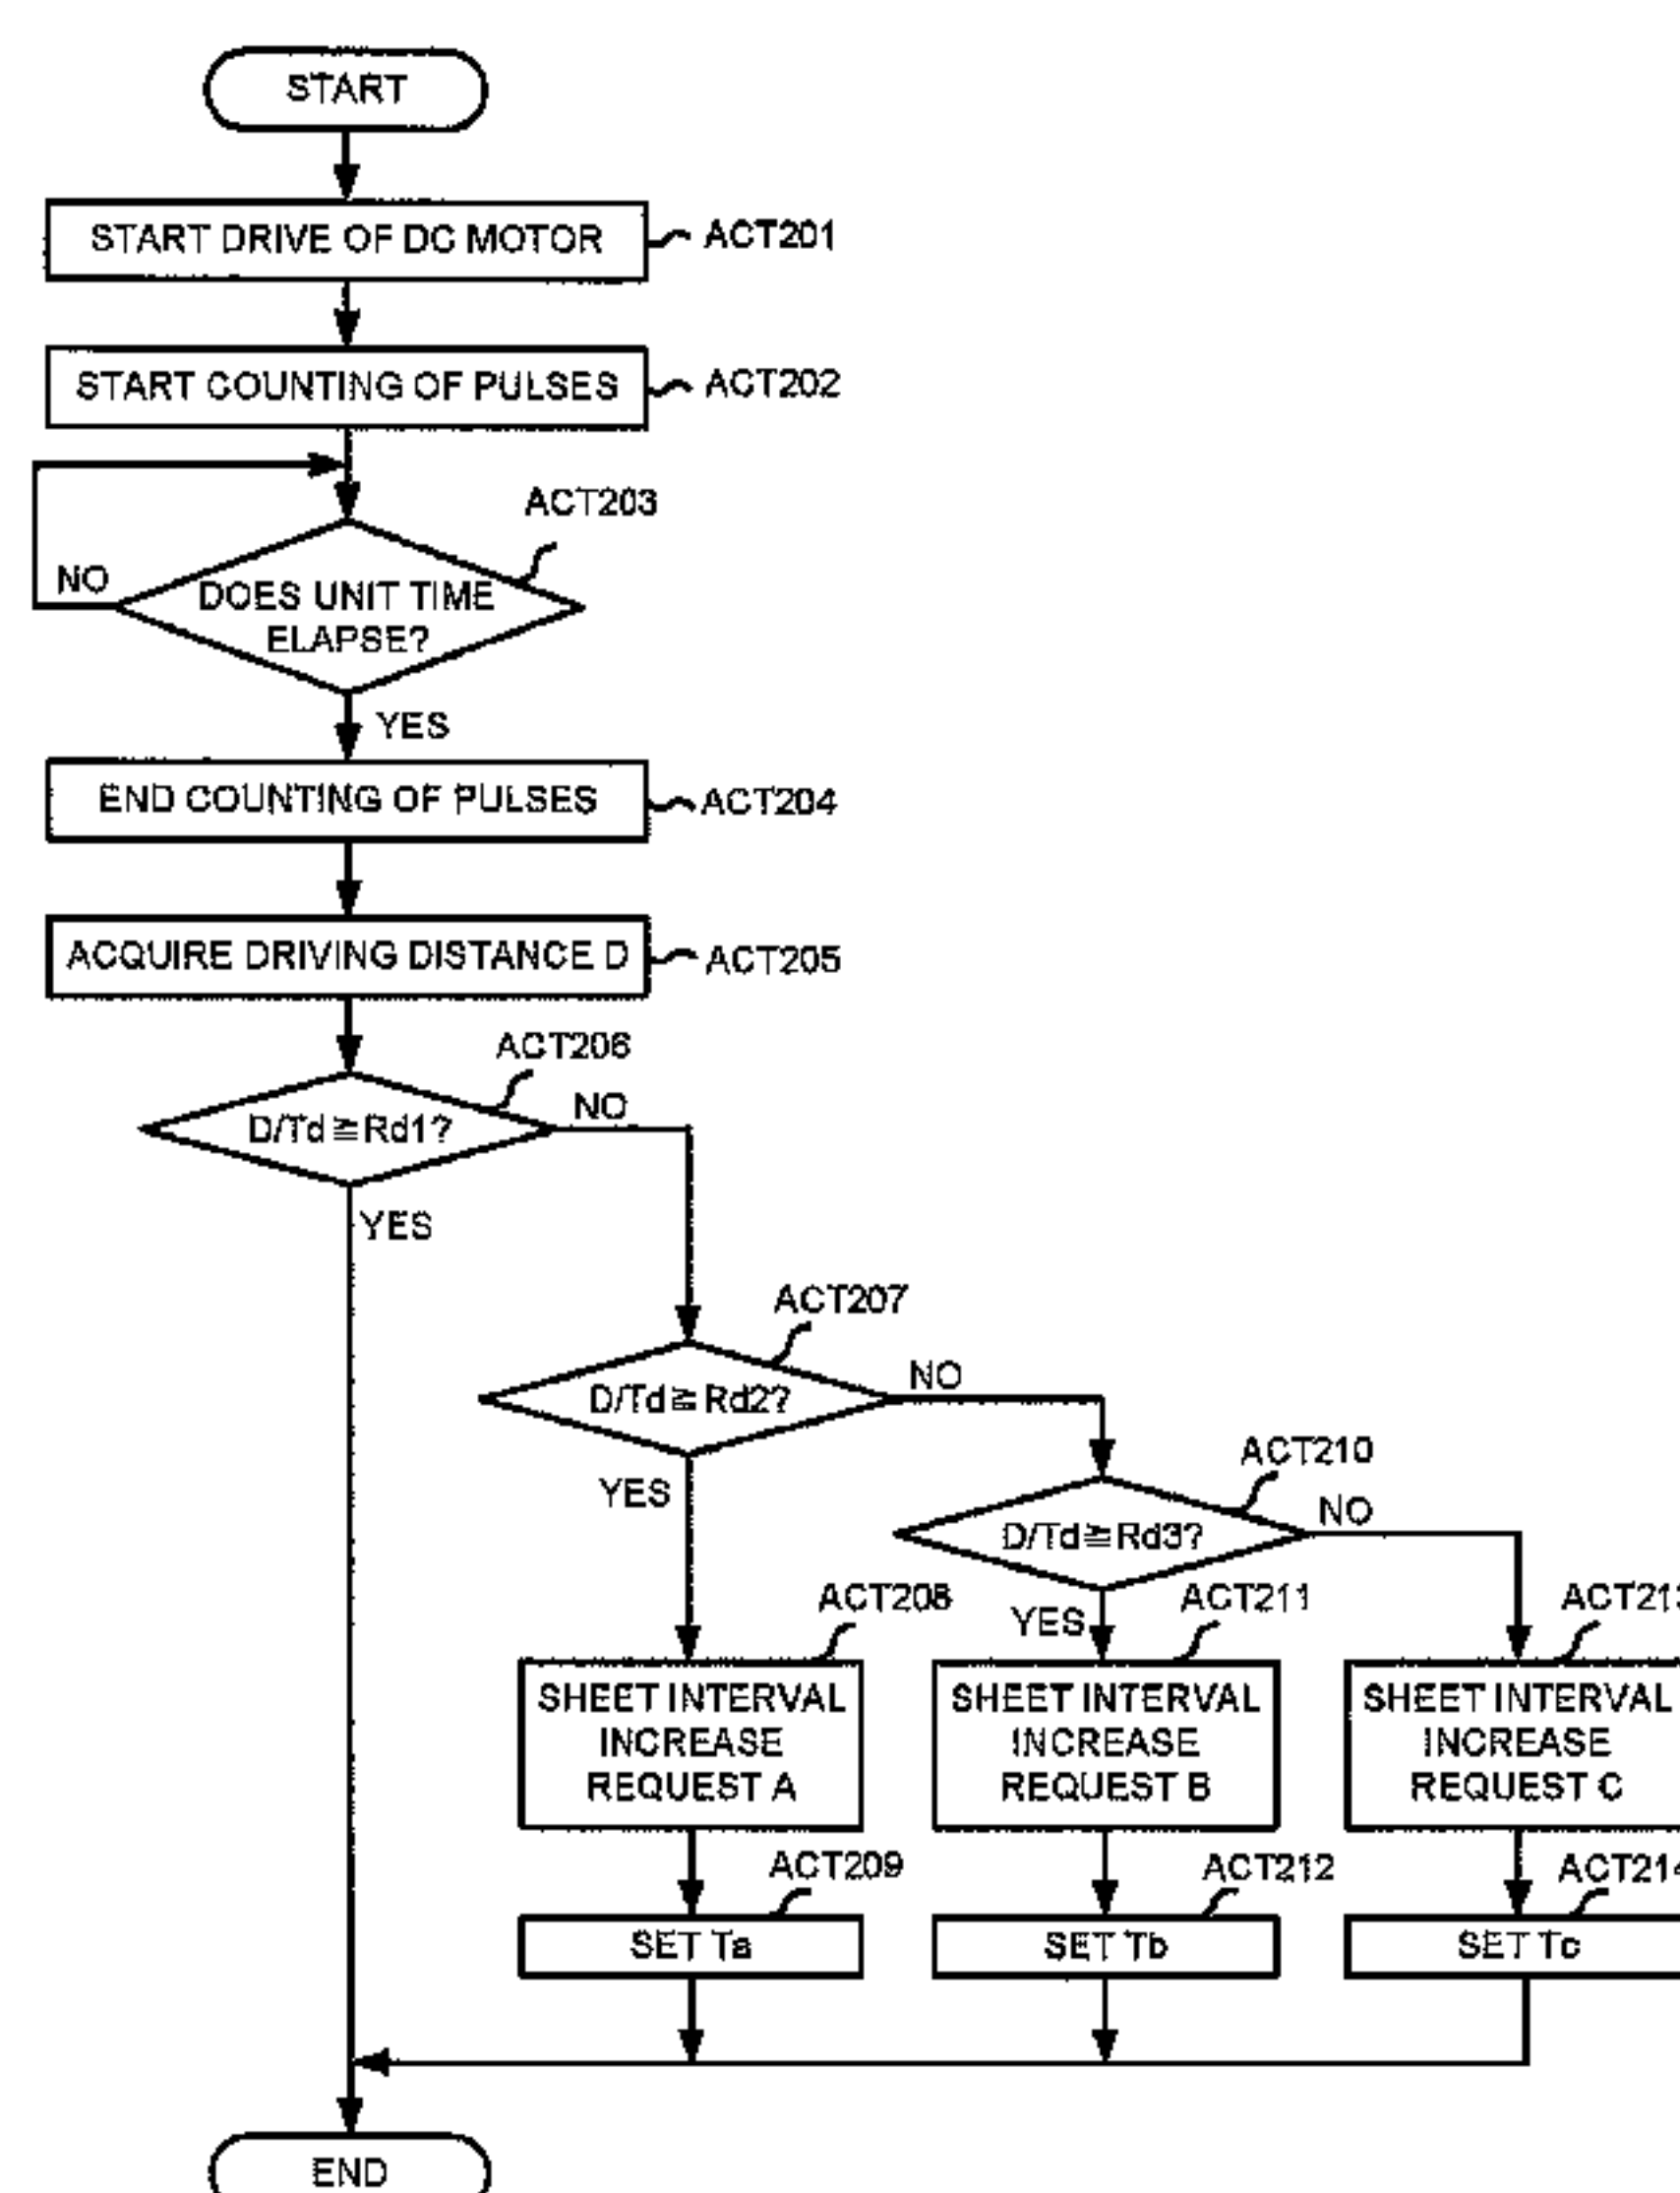 START
START DRIVE OF DC MOTOR
ACT201
START COUNTING OF PULSES
ACT202
ACT203
NO
DOES UNIT TIME
ELAPSE?
YES
END COUNTING OF PULSES
ACT204
ACQUIRE DRIVING DISTANCE D
ACT205
ACT206
D/Td≧Rd1?
NO
YES
ACT207
D/Td≧Rd2?
NO
YES
ACT210
D/Td≧Rd3?
NO
YES
ACT208
SHEET INTERVAL
INCREASE
REQUEST A
ACT211
SHEET INTERVAL
INCREASE
REQUEST B
ACT213
SHEET INTERVAL
INCREASE
REQUEST C
ACT209
SET Ta
ACT212
SET Tb
ACT214
SET Tc
END